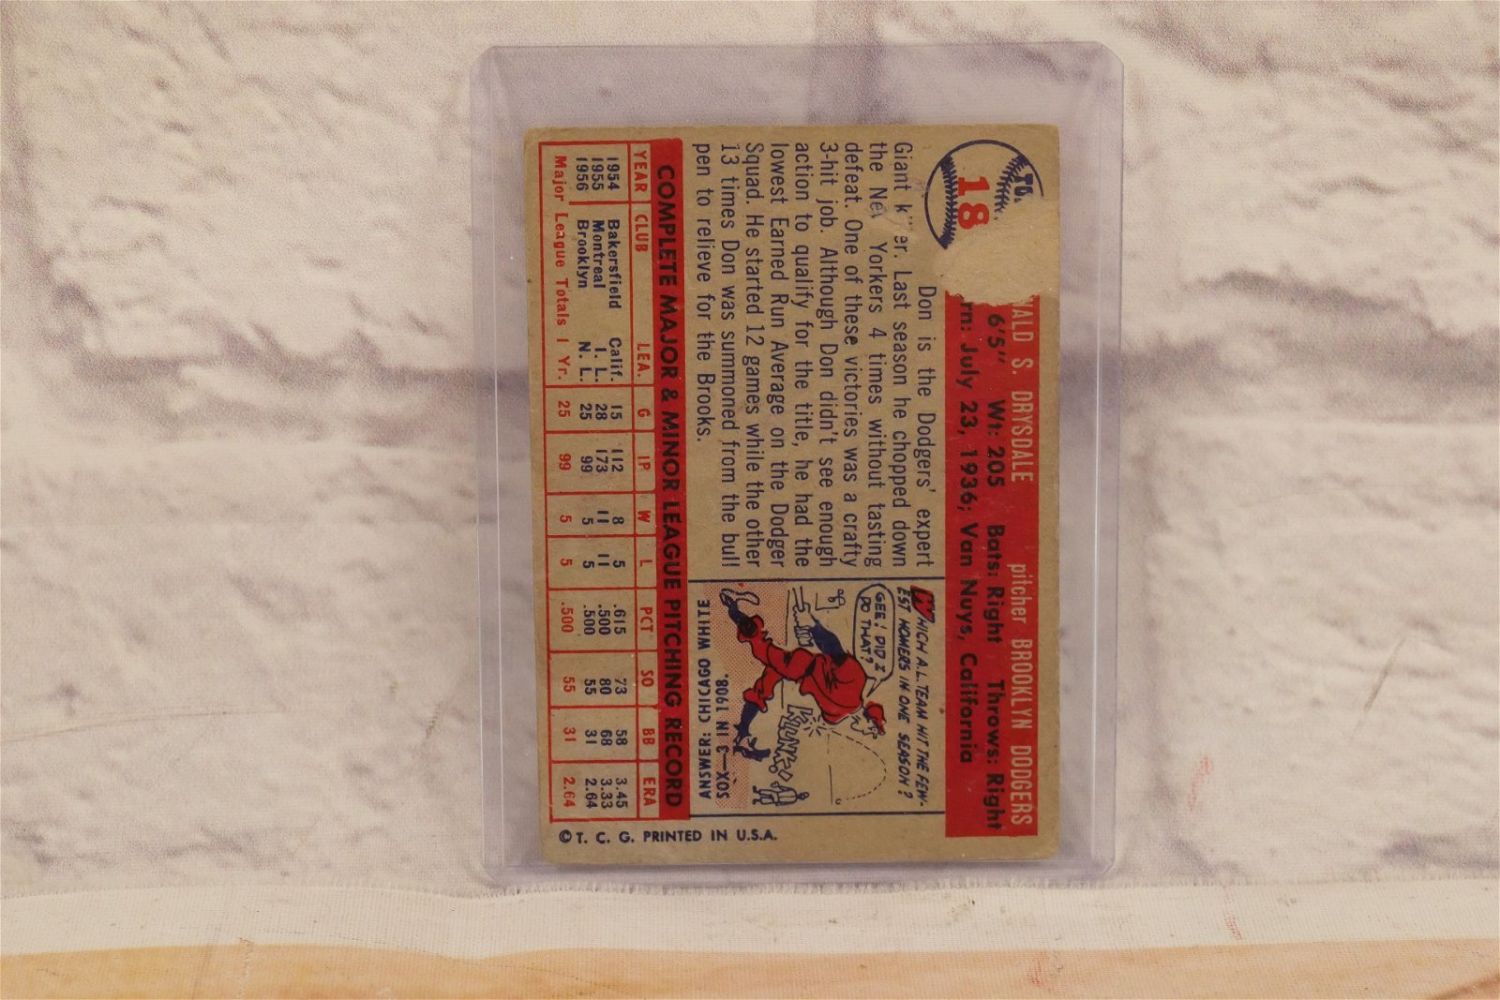 18
NALD S. DRYSDALE pitcher BROOKLYN DODGERS
6'5" Wt: 205 Bats: Right Throws: Right
rn: July 23, 1936; Van Nuys, California
Don is the Dodgers' expert
Giant k er. Last season he chopped down
the Ne Yorkers 4 times without tasting
defeat. One of these victories was a crafty
3-hit job. Although Don didn't see enough
action to qualify for the title, he had the
lowest Earned Run Average on the Dodger
Squad. He started 12 games while the other
13 times Don was summoned from the bull
pen to relieve for the Brooks.
WHICH A.L. TEAM HIT THE FEW-
EST HOMERS IN ONE SEASON?
GEE! DID I
DO THAT?
KLUNK!
ANSWER: CHICAGO WHITE
SOX—3 IN 1908.
COMPLETE MAJOR & MINOR LEAGUE PITCHING RECORD
YEAR CLUB LEA. G IP W L PCT SO BB ERA
1954 Bakersfield Calif. 15 112 8 5 .615 73 58 3.45
1955 Montreal I. L. 28 173 11 11 .500 80 68 3.33
1956 Brooklyn N. L. 25 99 5 5 .500 55 31 2.64
Major League Totals 1 Yr. 25 99 5 5 .500 55 31 2.64
© T. C. G. PRINTED IN U.S.A.